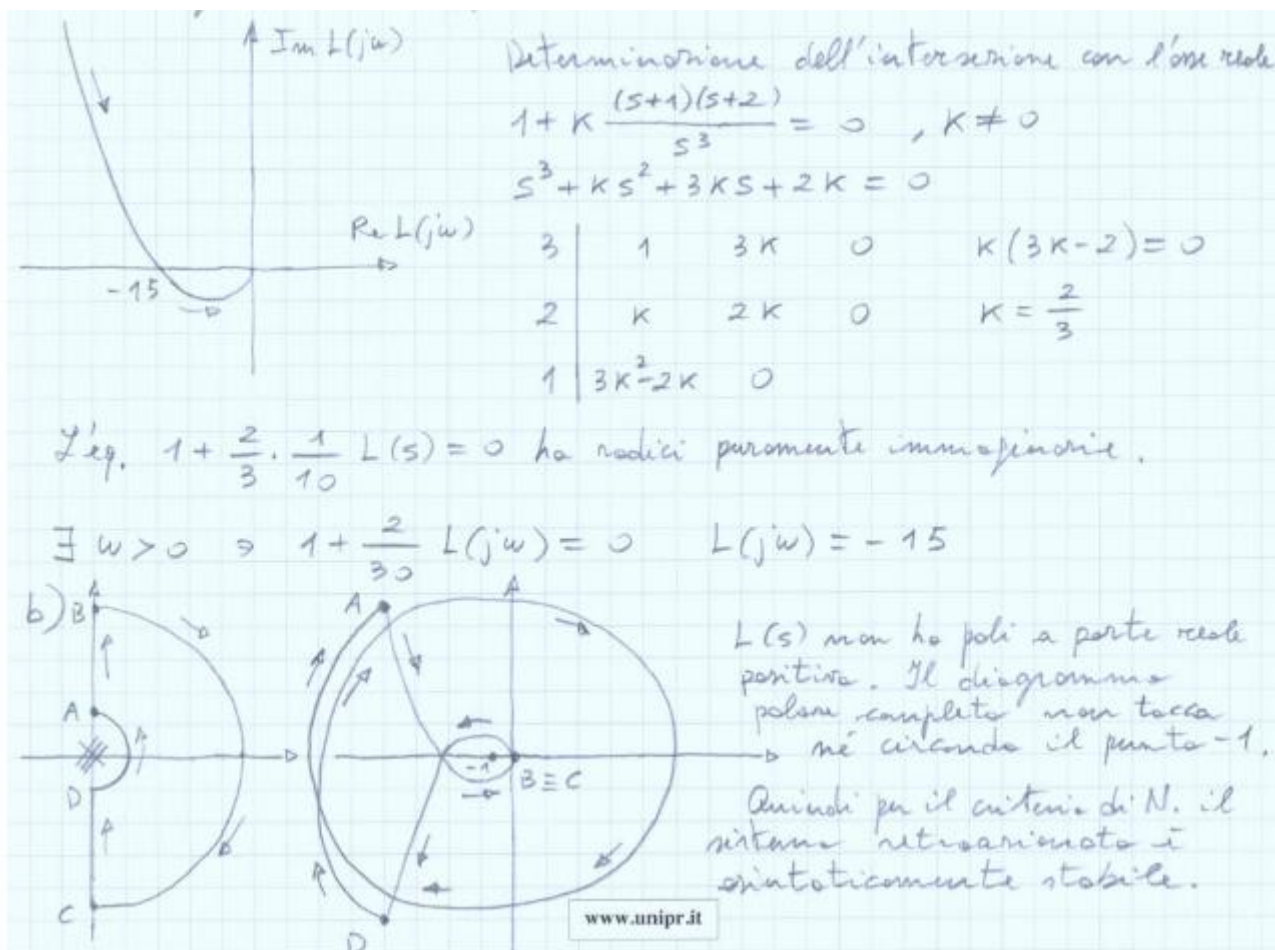 Im L(jω)
Determinazione dell'intersezione con l'asse reale
1 + K (s+1)(s+2) / s³ = 0 , K ≠ 0
s³ + Ks² + 3Ks + 2K = 0
Re L(jω)
-15
3 | 1 3K 0 K(3K-2) = 0
2 | K 2K 0 K = 2/3
1 | 3K²-2K 0
L'eq. 1 + 2/3 · 1/10 L(s) = 0 ha radici puramente immaginarie.
∃ ω > 0 ∋ 1 + 2/30 L(jω) = 0 L(jω) = -15
b)
B
A
D
C
A
-1
B≡C
D
L(s) non ha poli a parte reale
positiva. Il diagramma
polare completo non tocca
né circonda il punto -1.
Quindi per il criterio di N. il
sistema retroazionato è
asintoticamente stabile.
www.unipr.it